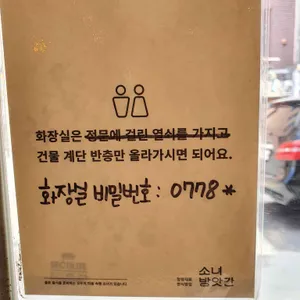 화장실은 정문에 걸린 열쇠를 가지고
건물 계단 반층만 올라가시면 되어요.
화장실 비밀번호 : 0778*
소녀
방앗간